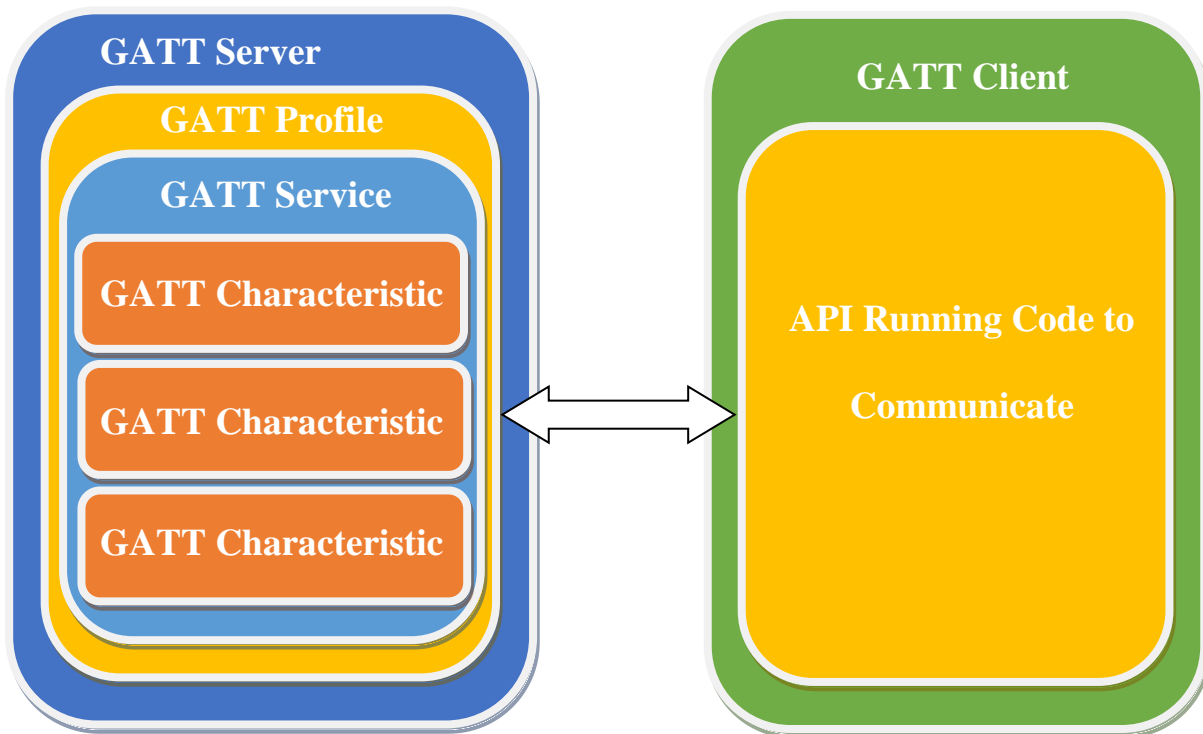 GATT Server
GATT Profile
GATT Service
GATT Characteristic
GATT Characteristic
GATT Characteristic
GATT Client
API Running Code to
Communicate